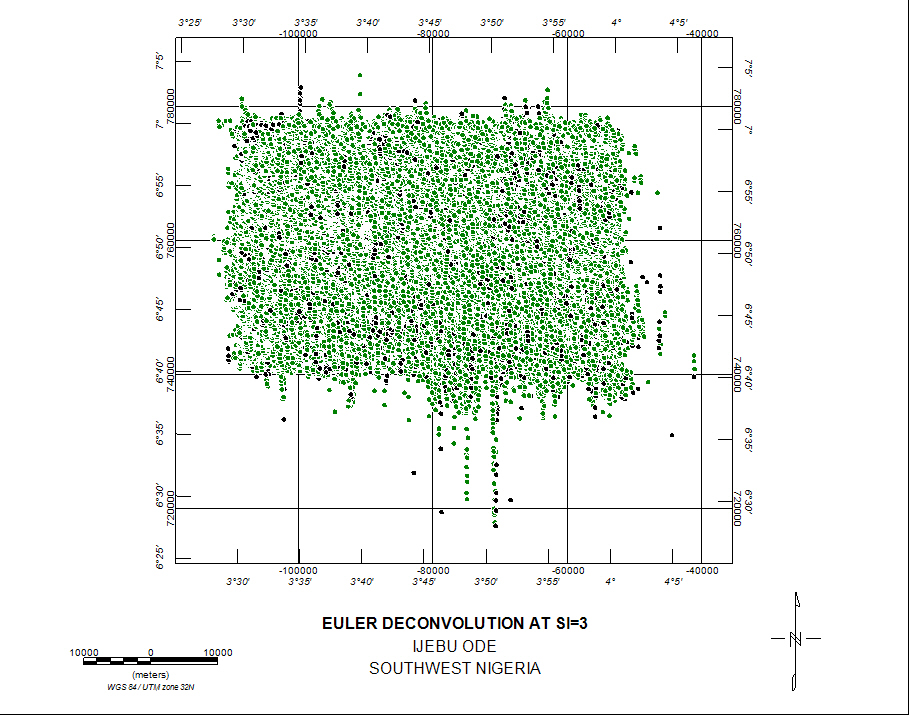 3°25' 3°30' 3°35' 3°40' 3°45' 3°50' 3°55' 4° 4°5'
-100000 -80000 -60000 -40000
7°5' 7°5'
780000 780000
7° 7°
6°55' 6°55'
760000 760000
6°50' 6°50'
6°45' 6°45'
740000 740000
6°40' 6°40'
6°35' 6°35'
6°30' 6°30'
720000 720000
6°25'
-100000 -80000 -60000 -40000
3°30' 3°35' 3°40' 3°45' 3°50' 3°55' 4° 4°5'
EULER DECONVOLUTION AT SI=3
IJEBU ODE
SOUTHWEST NIGERIA
10000 0 10000
(meters)
WGS 84 / UTM zone 32N
N